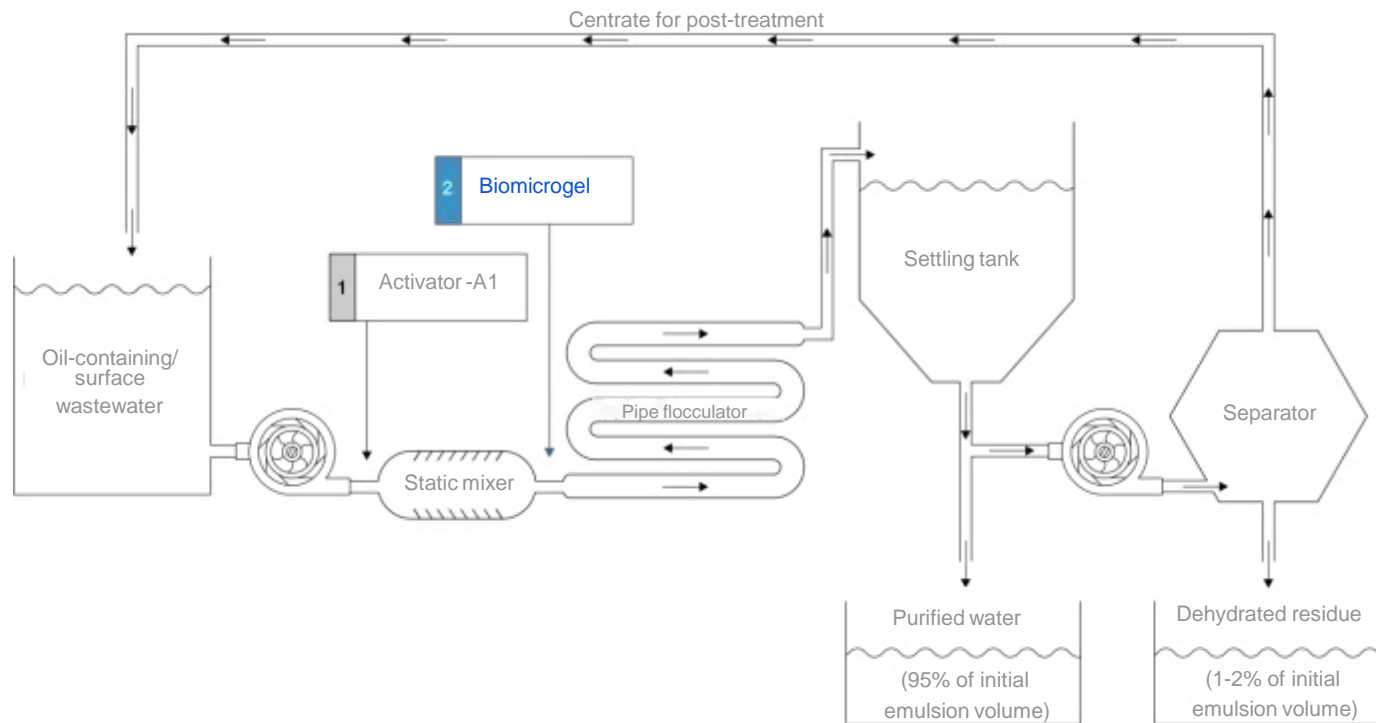 Centrate for post-treatment
2
Biomicrogel
1
Activator -A1
Settling tank
Oil-containing/
surface
wastewater
Pipe flocculator
Separator
Static mixer
Purified water
(95% of initial
emulsion volume)
Dehydrated residue
(1-2% of initial
emulsion volume)